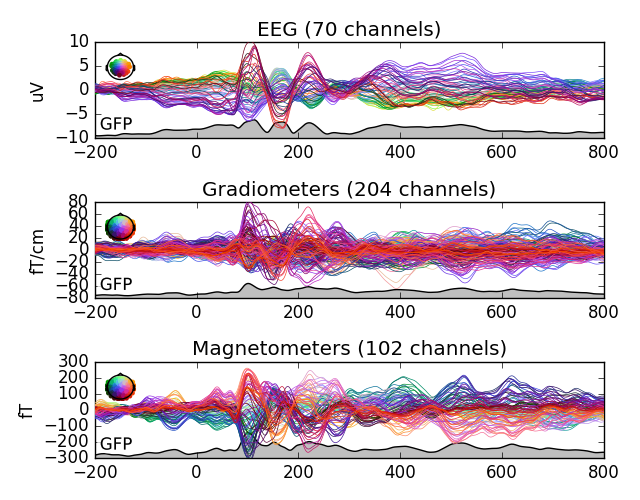 EEG (70 channels)
10
5
0
−5
−10
uV
GFP
−200 0 200 400 600 800
Gradiometers (204 channels)
80
60
40
20
0
−20
−40
−60
−80
fT/cm
GFP
−200 0 200 400 600 800
Magnetometers (102 channels)
300
200
100
0
−100
−200
−300
fT
GFP
−200 0 200 400 600 800